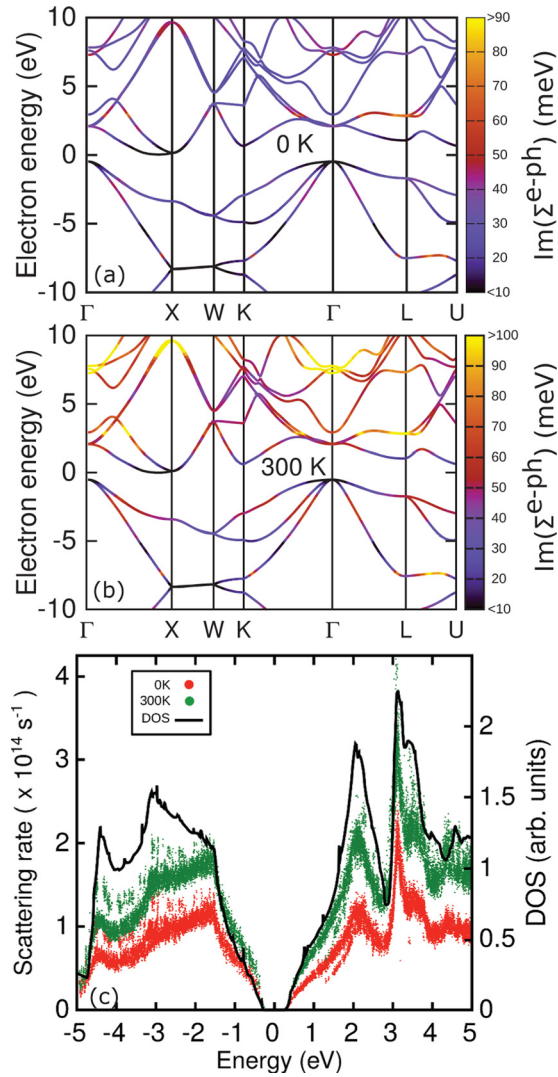 10
5
0
-5
-10
Electron energy (eV)
(a)
0 K
Γ X W K Γ L U
>90
80
70
60
50
40
30
20
<10
Im(Σᵉ⁻ᵖʰ)
10
5
0
-5
10
Electron energy (eV)
(b)
300 K
Γ X W K Γ L U
>100
90
80
70
60
50
40
30
20
<10
Im(Σᵉ⁻ᵖʰ)
4
3
2
1
0
Scattering rate ( x 10¹⁴ s⁻¹)
0K
300K
DOS
(c)
2
1.5
1
0.5
0
DOS (arb. units)
-5 -4 -3 -2 -1 0 1 2 3 4 5
Energy (eV)